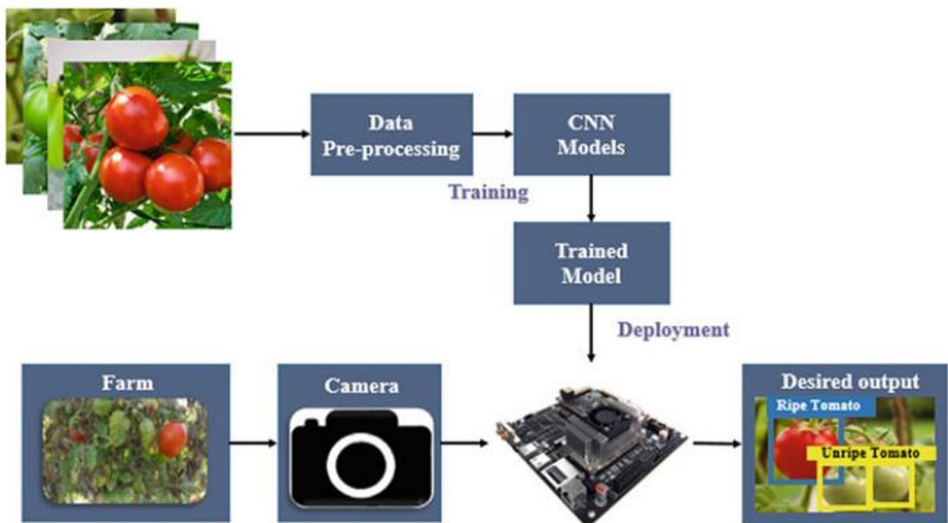 Data
Pre-processing
CNN
Models
Training
Trained
Model
Deployment
Farm
Camera
Desired output
Ripe Tomato
Unripe Tomato